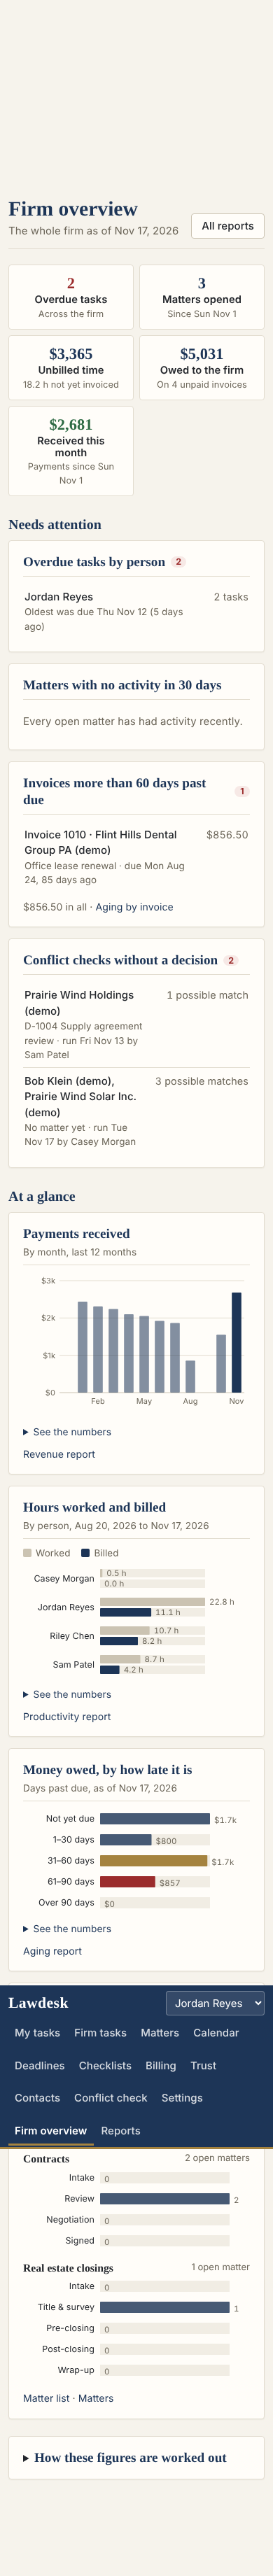 Firm overview
The whole firm as of Nov 17, 2026
All reports
2
Overdue tasks
Across the firm
3
Matters opened
Since Sun Nov 1
$3,365
Unbilled time
18.2 h not yet invoiced
$5,031
Owed to the firm
On 4 unpaid invoices
$2,681
Received this
month
Payments since Sun
Nov 1
Needs attention
Overdue tasks by person 2
Jordan Reyes 2 tasks
Oldest was due Thu Nov 12 (5 days
ago)
Matters with no activity in 30 days
Every open matter has had activity recently.
Invoices more than 60 days past
due
1
Invoice 1010 · Flint Hills Dental
Group PA (demo)
$856.50
Office lease renewal · due Mon Aug
24, 85 days ago
$856.50 in all · Aging by invoice
Conflict checks without a decision 2
Prairie Wind Holdings
(demo)
1 possible match
D-1004 Supply agreement
review · run Fri Nov 13 by
Sam Patel
Bob Klein (demo),
Prairie Wind Solar Inc.
(demo)
3 possible matches
No matter yet · run Tue
Nov 17 by Casey Morgan
At a glance
Payments received
By month, last 12 months
$3k
$2k
$1k
$0
Feb May Aug Nov
▶ See the numbers
Revenue report
Hours worked and billed
By person, Aug 20, 2026 to Nov 17, 2026
Worked Billed
Casey Morgan 0.5 h
0.0 h
Jordan Reyes 22.8 h
11.1 h
Riley Chen 10.7 h
8.2 h
Sam Patel 8.7 h
4.2 h
▶ See the numbers
Productivity report
Money owed, by how late it is
Days past due, as of Nov 17, 2026
Not yet due $1.7k
1–30 days $800
31–60 days $1.7k
61–90 days $857
Over 90 days $0
▶ See the numbers
Aging report
Lawdesk
Jordan Reyes
My tasks Firm tasks Matters Calendar
Deadlines Checklists Billing Trust
Contacts Conflict check Settings
Firm overview Reports
Contracts 2 open matters
Intake 0
Review 2
Negotiation 0
Signed 0
Real estate closings 1 open matter
Intake 0
Title & survey 1
Pre-closing 0
Post-closing 0
Wrap-up 0
Matter list · Matters
▶ How these figures are worked out